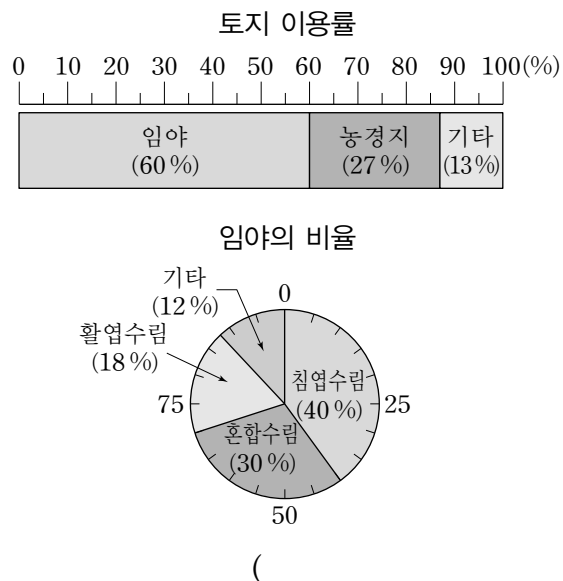 토지 이용률
0 10 20 30 40 50 60 70 80 90 100(%)
임야 농경지 기타
(60%) (27%) (13%)
임야의 비율
기타
(12%)
0
활엽수림
(18%)
침엽수림
(40%)
75
25
혼합수림
(30%)
50
(